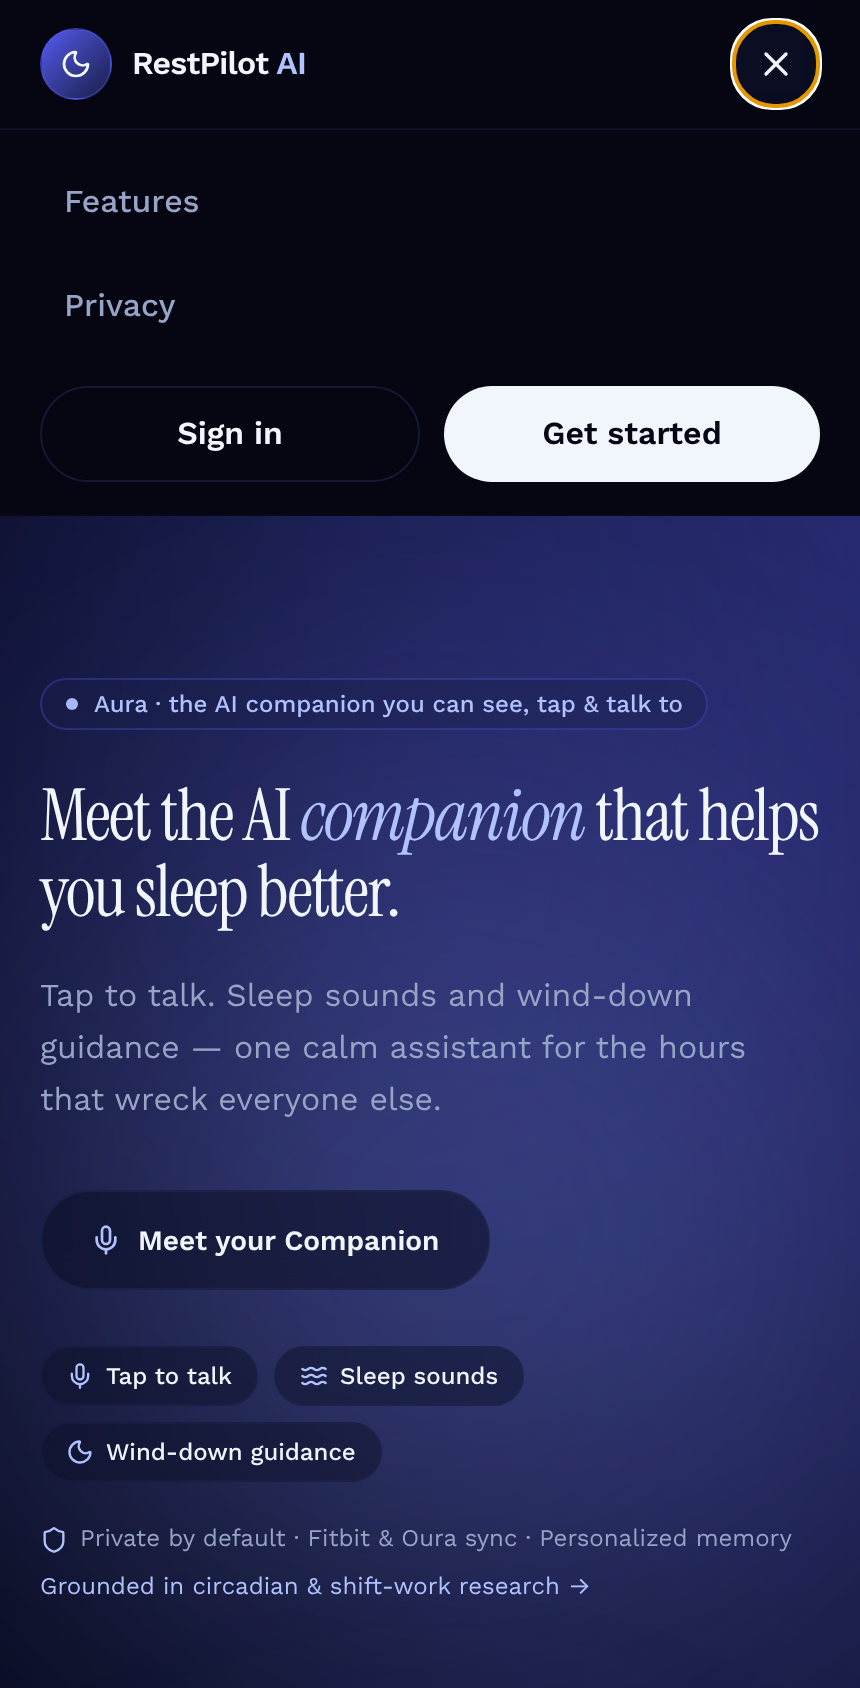 RestPilot AI
Features
Privacy
Sign in
Get started
Aura · the AI companion you can see, tap & talk to
Meet the AI companion that helps
you sleep better.
Tap to talk. Sleep sounds and wind-down
guidance — one calm assistant for the hours
that wreck everyone else.
Meet your Companion
Tap to talk
Sleep sounds
Wind-down guidance
Private by default · Fitbit & Oura sync · Personalized memory
Grounded in circadian & shift-work research →